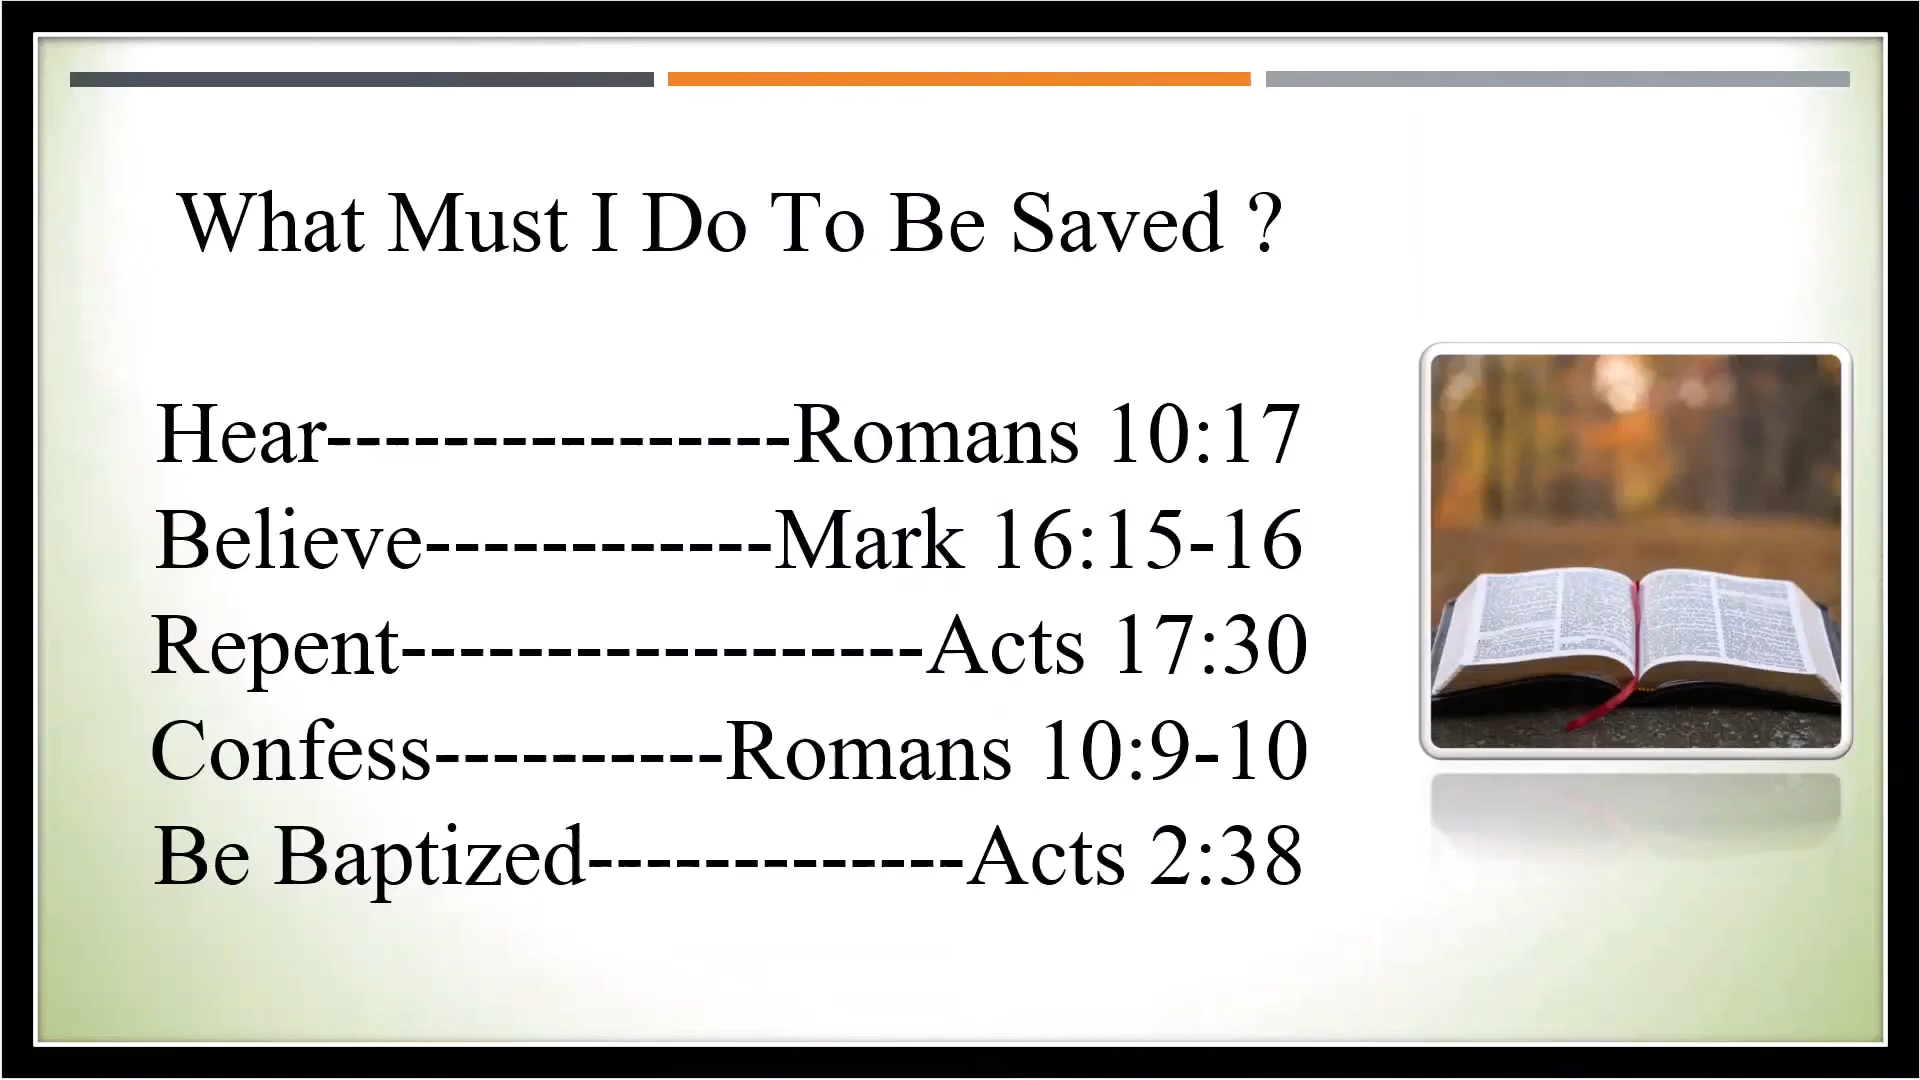 What Must I Do To Be Saved ?
Hear----------------Romans 10:17
Believe------------Mark 16:15-16
Repent------------------Acts 17:30
Confess----------Romans 10:9-10
Be Baptized-------------Acts 2:38